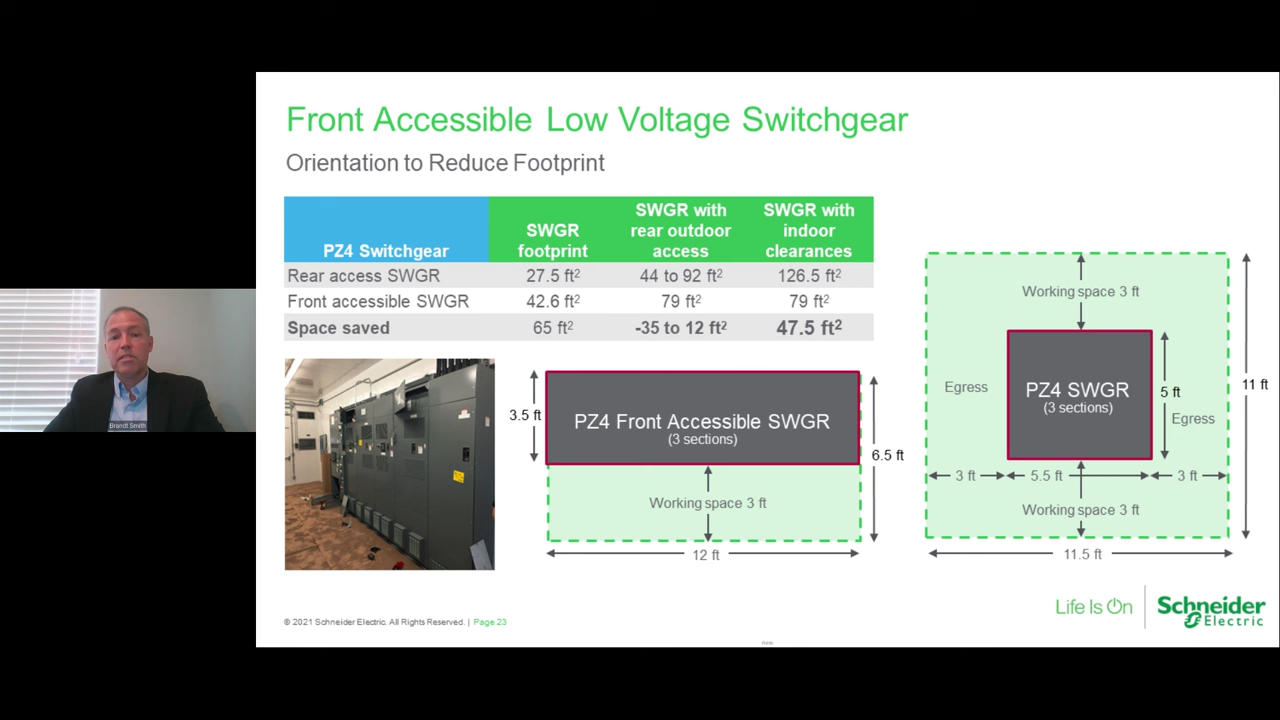 Front Accessible Low Voltage Switchgear
Orientation to Reduce Footprint
PZ4 Switchgear
SWGR
footprint
SWGR with
rear outdoor
access
SWGR with
indoor
clearances
Rear access SWGR 27.5 ft² 44 to 92 ft² 126.5 ft²
Front accessible SWGR 42.6 ft² 79 ft² 79 ft²
Space saved 65 ft² -35 to 12 ft² 47.5 ft²
3.5 ft
PZ4 Front Accessible SWGR
(3 sections)
6.5 ft
Working space 3 ft
12 ft
Working space 3 ft
Egress
PZ4 SWGR
(3 sections)
5 ft
Egress
11 ft
3 ft 5.5 ft 3 ft
Working space 3 ft
11.5 ft
Brandt Smith
© 2021 Schneider Electric. All Rights Reserved. | Page 23
Life Is On
Schneider
Electric